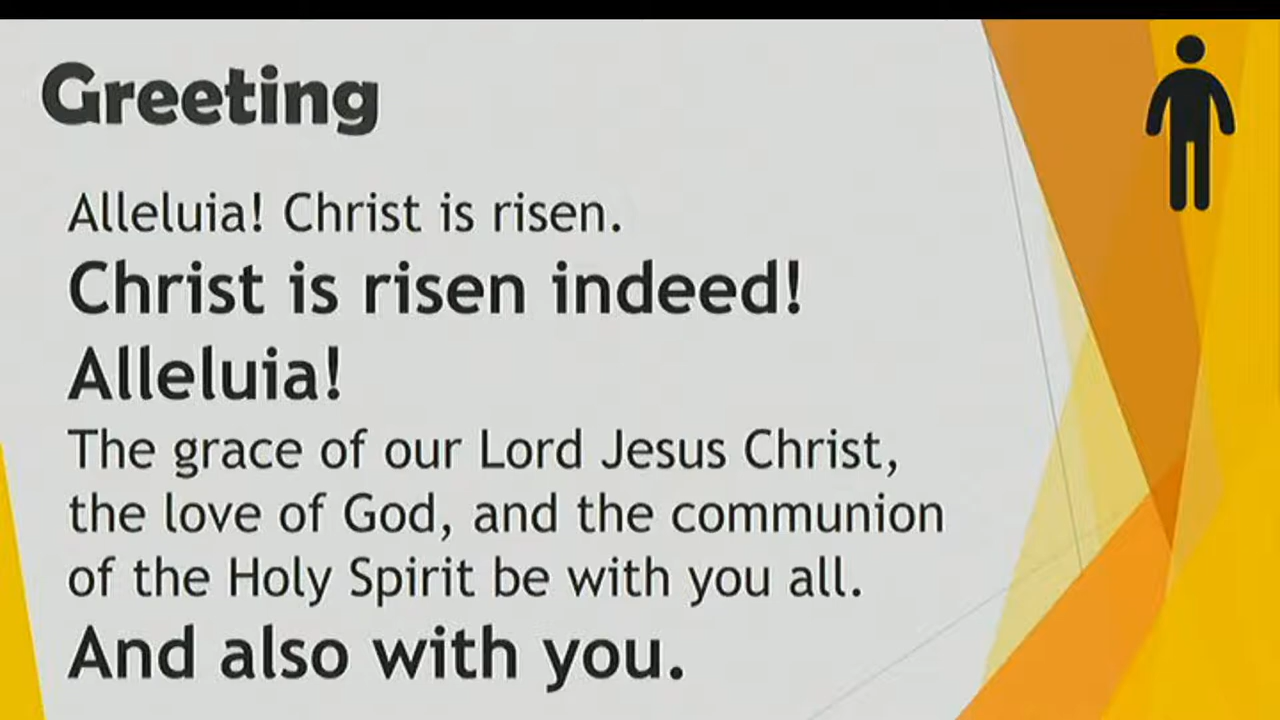 Greeting
Alleluia! Christ is risen.
Christ is risen indeed!
Alleluia!
The grace of our Lord Jesus Christ,
the love of God, and the communion
of the Holy Spirit be with you all.
And also with you.